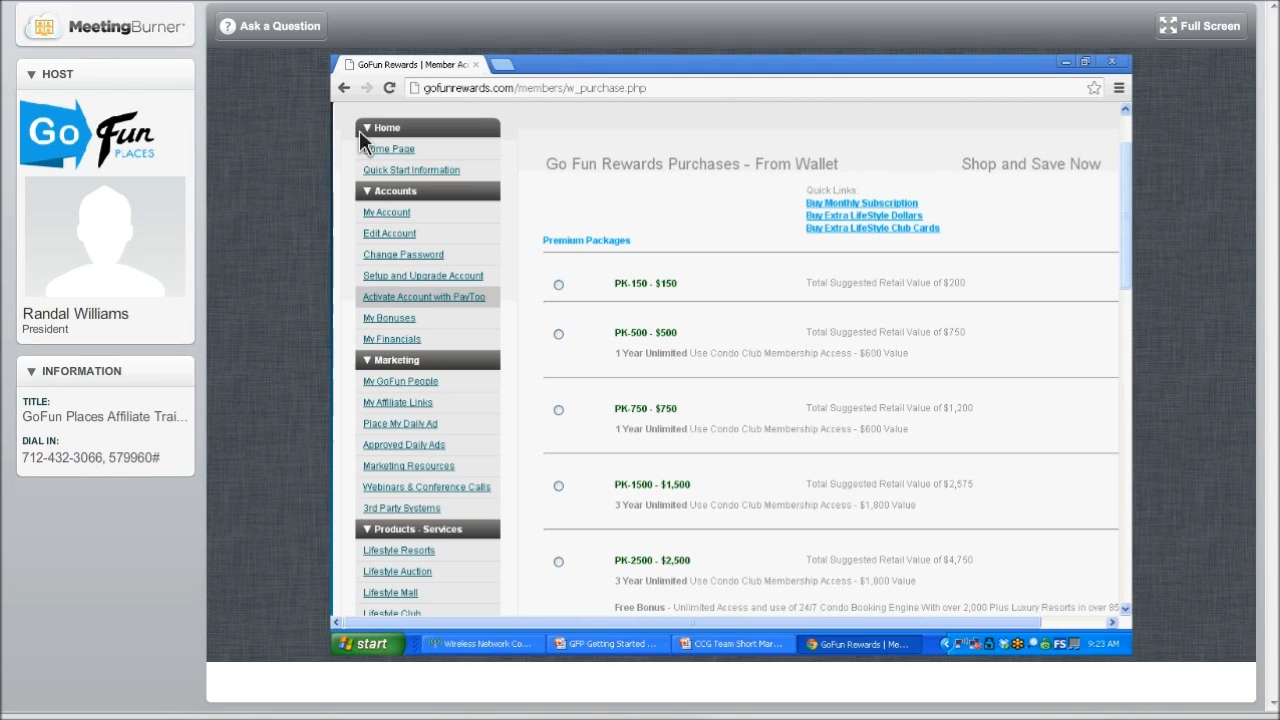 MeetingBurner
Ask a Question
Full Screen
HOST
Go Fun
PLACES
Randal Williams
President
INFORMATION
TITLE:
GoFun Places Affiliate Trai...
DIAL IN:
712-432-3066, 579960#
GoFun Rewards | Member Ac
gofunrewards.com/members/w_purchase.php
Home
ome Page
Quick Start Information
Accounts
My Account
Edit Account
Change Password
Setup and Upgrade Account
Activate Account with PayToo
My Bonuses
My Financials
Marketing
My GoFun People
My Affiliate Links
Place My Daily Ad
Approved Daily Ads
Marketing Resources
Webinars & Conference Calls
3rd Party Systems
Products - Services
Lifestyle Resorts
Lifestyle Auction
Lifestyle Mall
Lifestyle Club
Go Fun Rewards Purchases - From Wallet
Shop and Save Now
Quick Links:
Buy Monthly Subscription
Buy Extra LifeStyle Dollars
Buy Extra LifeStyle Club Cards
Premium Packages
PK-150 - $150 Total Suggested Retail Value of $200
PK-500 - $500 Total Suggested Retail Value of $750
1 Year Unlimited Use Condo Club Membership Access - $600 Value
PK-750 - $750 Total Suggested Retail Value of $1,200
1 Year Unlimited Use Condo Club Membership Access - $600 Value
PK-1500 - $1,500 Total Suggested Retail Value of $2,575
3 Year Unlimited Use Condo Club Membership Access - $1,800 Value
PK-2500 - $2,500 Total Suggested Retail Value of $4,750
3 Year Unlimited Use Condo Club Membership Access - $1,800 Value
Free Bonus - Unlimited Access and use of 24/7 Condo Booking Engine With over 2,000 Plus Luxury Resorts in over 85
start
Wireless Network Co...
GFP Getting Started ...
CCG Team Short Mar...
GoFun Rewards | Me...
FS
9:23 AM